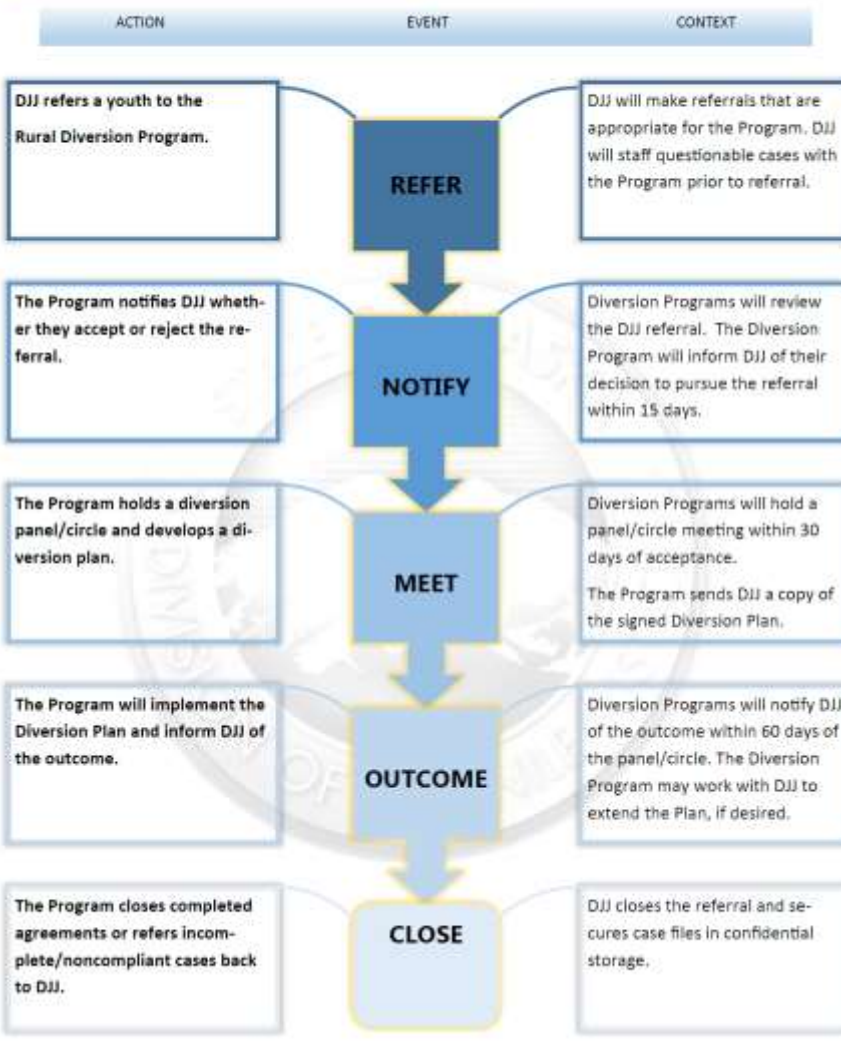 ACTION EVENT CONTEXT
DJJ refers a youth to the
Rural Diversion Program.
REFER
DJJ will make referrals that are
appropriate for the Program. DJJ
will staff questionable cases with
the Program prior to referral.
The Program notifies DJJ wheth-
er they accept or reject the re-
ferral.
NOTIFY
Diversion Programs will review
the DJJ referral. The Diversion
Program will inform DJJ of their
decision to pursue the referral
within 15 days.
The Program holds a diversion
panel/circle and develops a di-
version plan.
MEET
Diversion Programs will hold a
panel/circle meeting within 30
days of acceptance.
The Program sends DJJ a copy of
the signed Diversion Plan.
The Program will implement the
Diversion Plan and inform DJJ of
the outcome.
OUTCOME
Diversion Programs will notify DJJ
of the outcome within 60 days of
the panel/circle. The Diversion
Program may work with DJJ to
extend the Plan, if desired.
The Program closes completed
agreements or refers incom-
plete/noncompliant cases back
to DJJ.
CLOSE
DJJ closes the referral and se-
cures case files in confidential
storage.
DIVISION OF